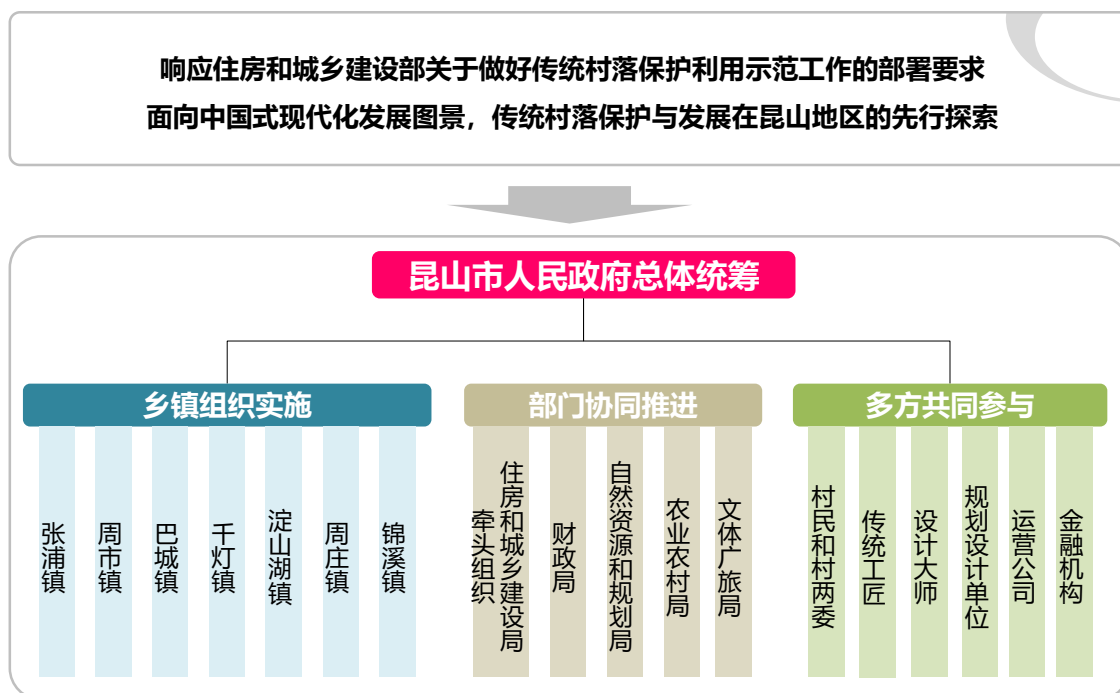 响应住房和城乡建设部关于做好传统村落保护利用示范工作的部署要求
面向中国式现代化发展图景，传统村落保护与发展在昆山地区的先行探索
昆山市人民政府总体统筹
乡镇组织实施
张浦镇
周市镇
巴城镇
千灯镇
淀山湖镇
周庄镇
锦溪镇
部门协同推进
住房和城乡建设局
牵头组织
财政局
自然资源和规划局
农业农村局
文体广旅局
多方共同参与
村民和村两委
传统工匠
设计大师
规划设计单位
运营公司
金融机构